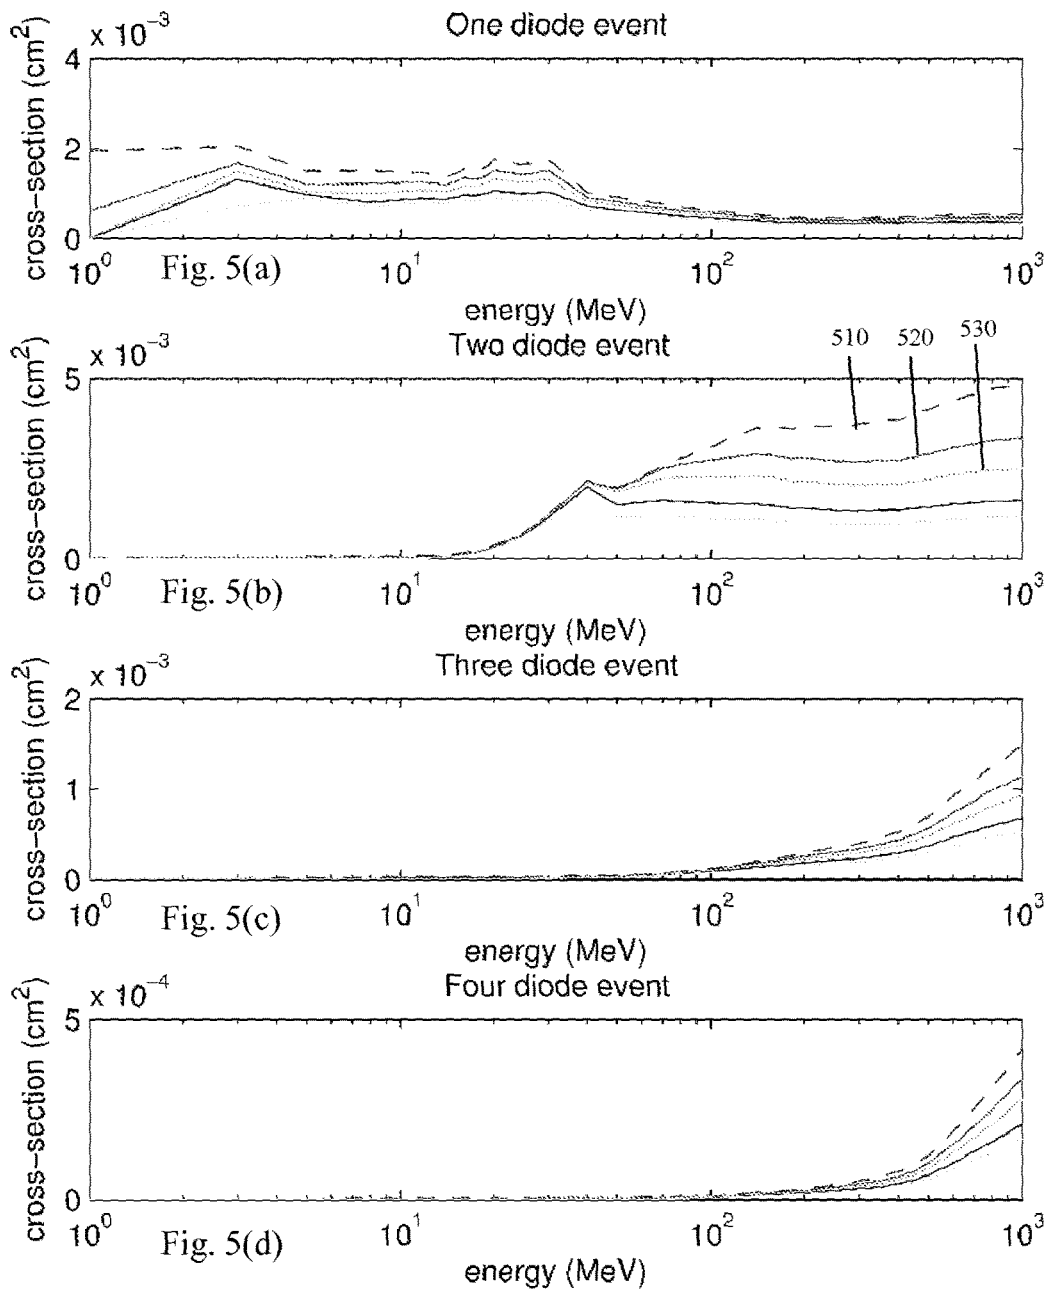 One diode event
x 10⁻³
cross-section (cm²)
4
2
0
10⁰ 10¹ 10² 10³
Fig. 5(a)
energy (MeV)
Two diode event
x 10⁻³
cross-section (cm²)
5
0
510 520 530
10⁰ 10¹ 10² 10³
Fig. 5(b)
energy (MeV)
Three diode event
x 10⁻³
cross-section (cm²)
2
1
0
10⁰ 10¹ 10² 10³
Fig. 5(c)
energy (MeV)
Four diode event
x 10⁻⁴
cross-section (cm²)
5
0
10⁰ 10¹ 10² 10³
Fig. 5(d)
energy (MeV)